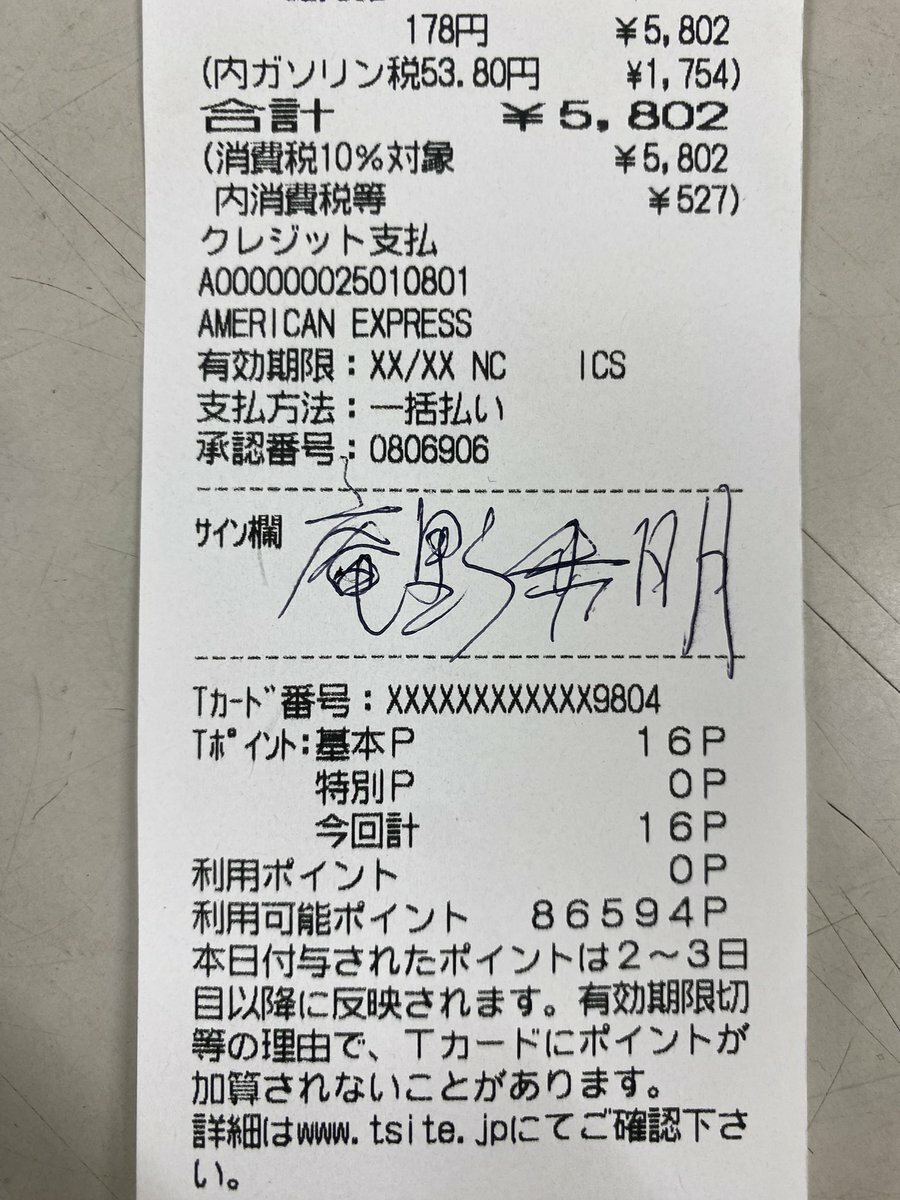 178円 ¥5,802
(内ガソリン税53.80円 ¥1,754)
合計 ¥5,802
(消費税10%対象 ¥5,802
内消費税等 ¥527)
クレジット支払
A000000025010801
AMERICAN EXPRESS
有効期限:XX/XX NC ICS
支払方法:一括払い
承認番号:0806906
サイン欄 庵野秀明
Tカード番号:XXXXXXXXXXXX9804
Tポイント:基本P 16P
特別P 0P
今回計 16P
利用ポイント 0P
利用可能ポイント 86594P
本日付与されたポイントは2~3日
目以降に反映されます。有効期限切
等の理由で、Tカードにポイントが
加算されないことがあります。
詳細はwww.tsite.jpにてご確認下さ
い。